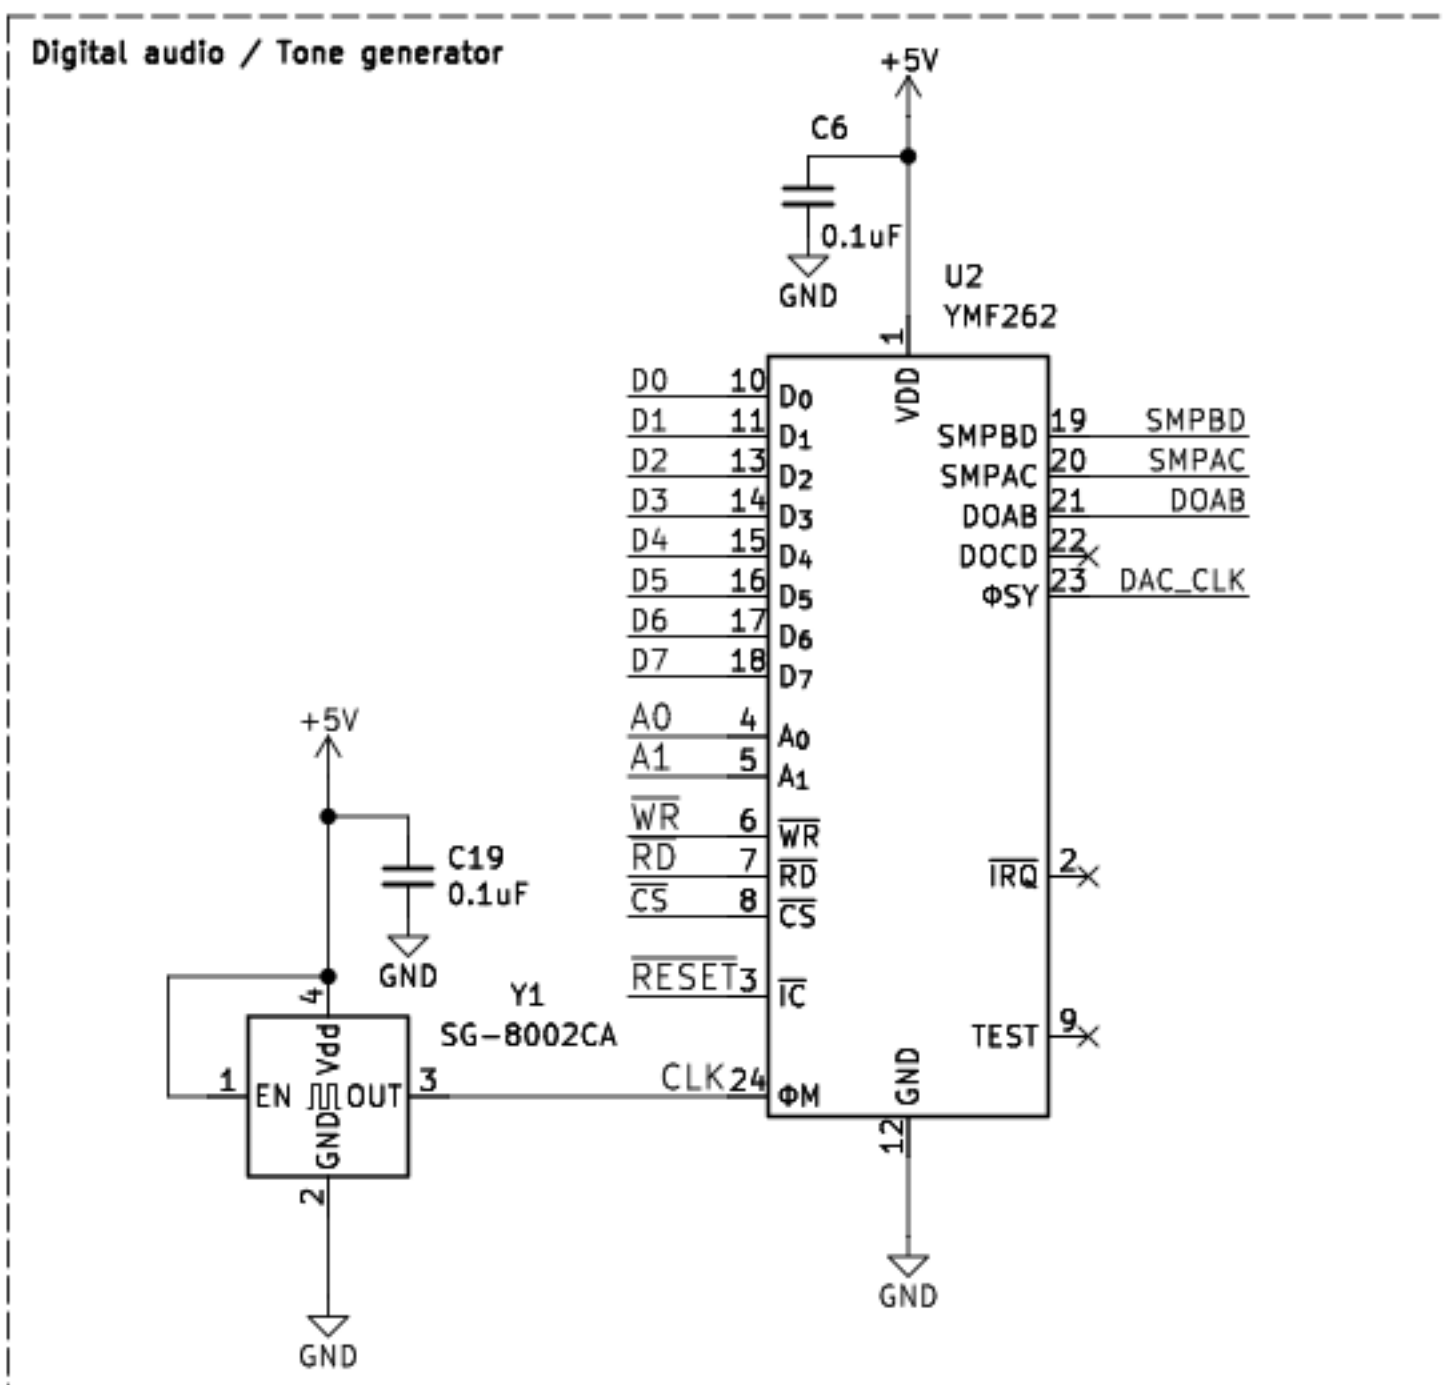 Digital audio / Tone generator
+5V
C6
0.1uF
GND
U2
YMF262
1
VDD
D0 10 D0
D1 11 D1
D2 13 D2
D3 14 D3
D4 15 D4
D5 16 D5
D6 17 D6
D7 18 D7
A0 4 A0
A1 5 A1
WR 6 WR
RD 7 RD
CS 8 CS
RESET 3 IC
CLK 24 ΦM
SMPBD 19 SMPBD
SMPAC 20 SMPAC
DOAB 21 DOAB
DOCD 22
ΦSY 23 DAC_CLK
IRQ 2
TEST 9
GND
12
GND
+5V
C19
0.1uF
GND
Y1
SG-8002CA
4
Vdd
1 EN OUT 3
GND
2
GND